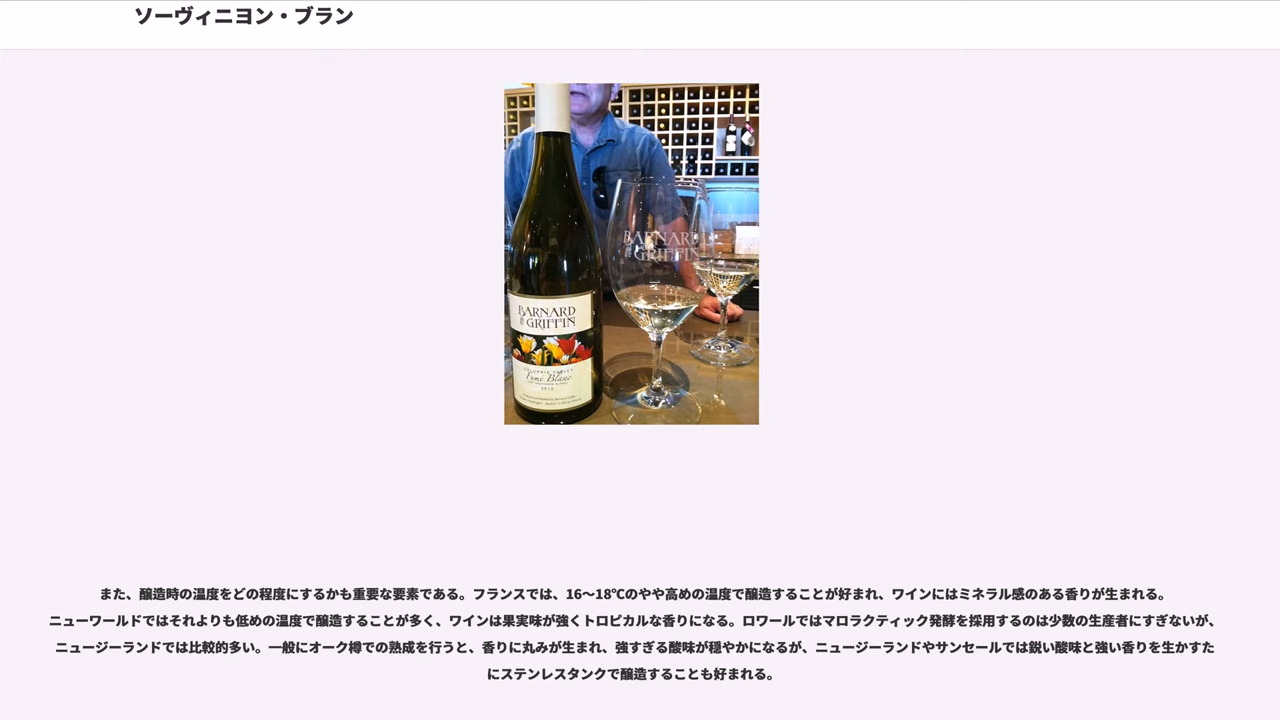 ソーヴィニヨン・ブラン
BARNARD
& GRIFFIN
BARNARD
& GRIFFIN
COLUMBIA VALLEY
Fumé Blanc
また、醸造時の温度をどの程度にするかも重要な要素である。フランスでは、16〜18℃のやや高めの温度で醸造することが好まれ、ワインにはミネラル感のある香りが生まれる。
ニューワールドではそれよりも低めの温度で醸造することが多く、ワインは果実味が強くトロピカルな香りになる。ロワールではマロラクティック発酵を採用するのは少数の生産者にすぎないが、
ニュージーランドでは比較的多い。一般にオーク樽での熟成を行うと、香りに丸みが生まれ、強すぎる酸味が穏やかになるが、ニュージーランドやサンセールでは鋭い酸味と強い香りを生かすた
にステンレスタンクで醸造することも好まれる。